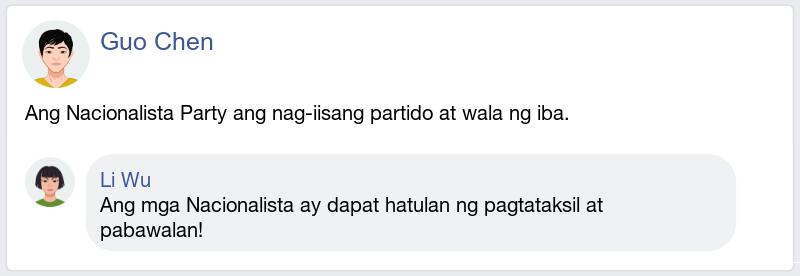 Guo Chen
Ang Nacionalista Party ang nag-iisang partido at wala ng iba.
Li Wu
Ang mga Nacionalista ay dapat hatulan ng pagtataksil at
pabawalan!